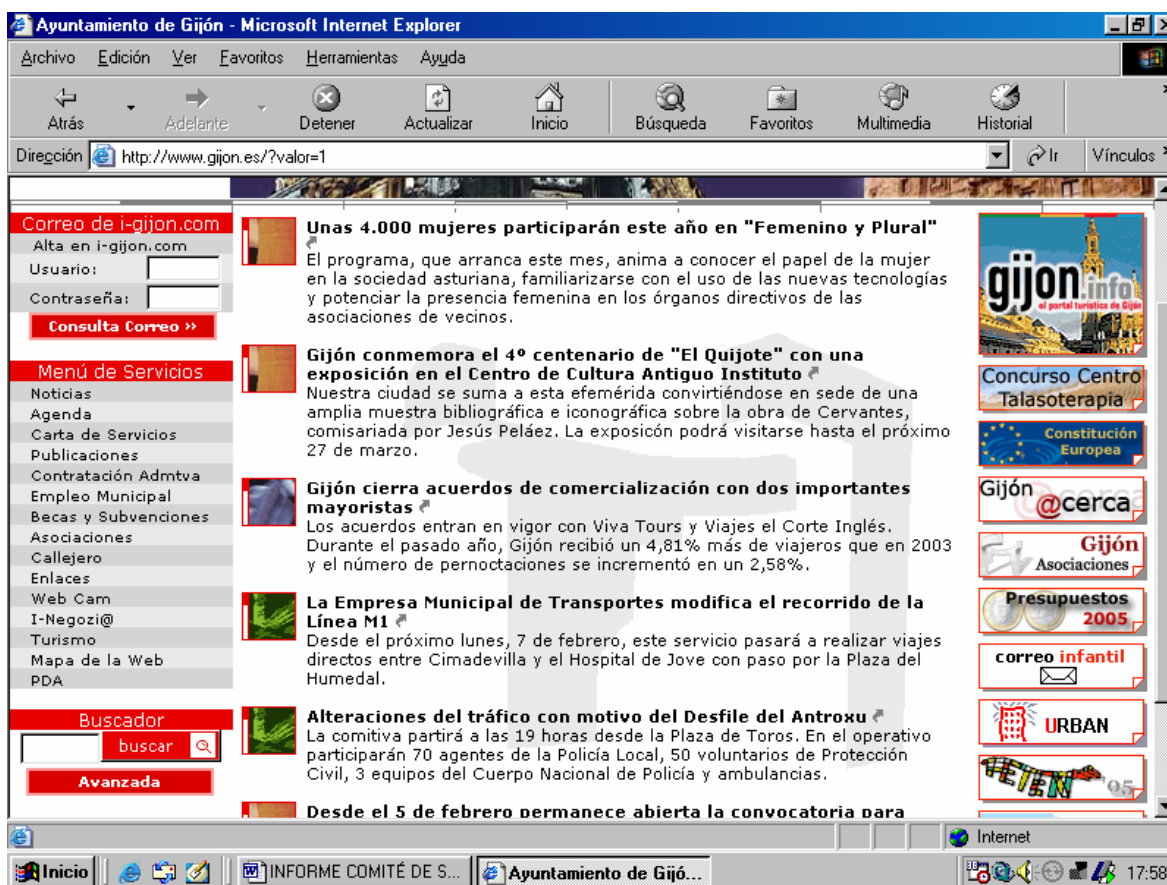 Ayuntamiento de Gijón - Microsoft Internet Explorer
Archivo Edición Ver Favoritos Herramientas Ayuda
Atrás Adelante Detener Actualizar Inicio Búsqueda Favoritos Multimedia Historial
Dirección http://www.gijon.es/?valor=1 Ir Vínculos
Correo de i-gijon.com
Alta en i-gijon.com
Usuario:
Contraseña:
Consulta Correo »
Menú de Servicios
Noticias
Agenda
Carta de Servicios
Publicaciones
Contratación Admtva
Empleo Municipal
Becas y Subvenciones
Asociaciones
Callejero
Enlaces
Web Cam
I-Negozi@
Turismo
Mapa de la Web
PDA
Buscador
buscar
Avanzada
Unas 4.000 mujeres participarán este año en "Femenino y Plural"
El programa, que arranca este mes, anima a conocer el papel de la mujer
en la sociedad asturiana, familiarizarse con el uso de las nuevas tecnologías
y potenciar la presencia femenina en los órganos directivos de las
asociaciones de vecinos.
Gijón conmemora el 4º centenario de "El Quijote" con una
exposición en el Centro de Cultura Antiguo Instituto
Nuestra ciudad se suma a esta efemérida convirtiéndose en sede de una
amplia muestra bibliográfica e iconográfica sobre la obra de Cervantes,
comisariada por Jesús Peláez. La exposicón podrá visitarse hasta el próximo
27 de marzo.
Gijón cierra acuerdos de comercialización con dos importantes
mayoristas
Los acuerdos entran en vigor con Viva Tours y Viajes el Corte Inglés.
Durante el pasado año, Gijón recibió un 4,81% más de viajeros que en 2003
y el número de pernoctaciones se incrementó en un 2,58%.
La Empresa Municipal de Transportes modifica el recorrido de la
Línea M1
Desde el próximo lunes, 7 de febrero, este servicio pasará a realizar viajes
directos entre Cimadevilla y el Hospital de Jove con paso por la Plaza del
Humedal.
Alteraciones del tráfico con motivo del Desfile del Antroxu
La comitiva partirá a las 19 horas desde la Plaza de Toros. En el operativo
participarán 70 agentes de la Policía Local, 50 voluntarios de Protección
Civil, 3 equipos del Cuerpo Nacional de Policía y ambulancias.
Desde el 5 de febrero permanece abierta la convocatoria para
gijon.info
el portal turístico de Gijón
Concurso Centro
Talasoterapia
Constitución
Europea
Gijón
@cerca
Gijón
Asociaciones
Presupuestos
2005
correo infantil
URBAN
FETEN '05
Internet
Inicio INFORME COMITÉ DE S... Ayuntamiento de Gijó... 17:58